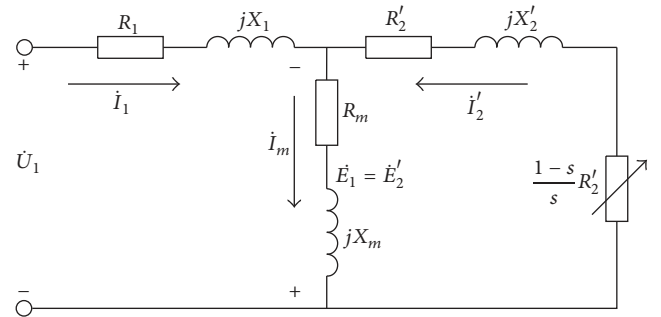 R₁
jX₁
R₂′
jX₂′
+
−
İ₁
İ₂′
İₘ
Rₘ
U̇₁
Ė₁ = Ė₂′
(1 − s)/s R₂′
jXₘ
−
+